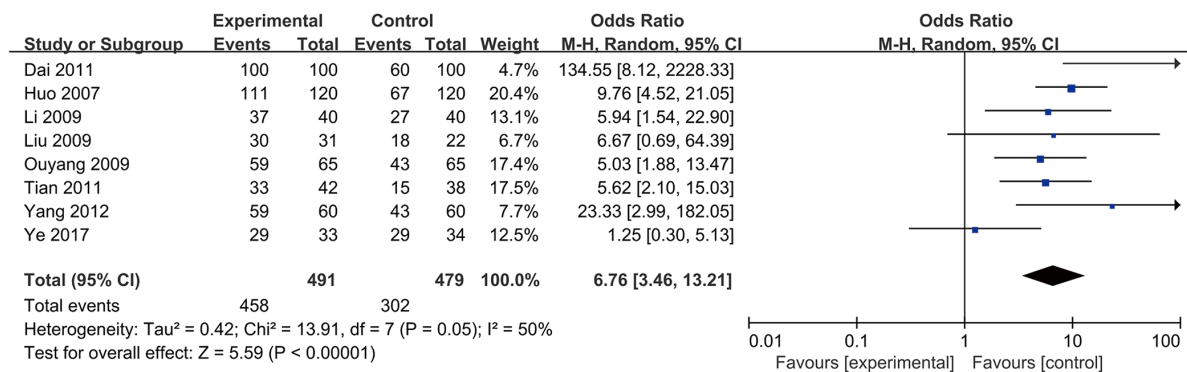 Experimental Control Odds Ratio Odds Ratio
Study or Subgroup Events Total Events Total Weight M-H, Random, 95% CI M-H, Random, 95% CI
Dai 2011 100 100 60 100 4.7% 134.55 [8.12, 2228.33]
Huo 2007 111 120 67 120 20.4% 9.76 [4.52, 21.05]
Li 2009 37 40 27 40 13.1% 5.94 [1.54, 22.90]
Liu 2009 30 31 18 22 6.7% 6.67 [0.69, 64.39]
Ouyang 2009 59 65 43 65 17.4% 5.03 [1.88, 13.47]
Tian 2011 33 42 15 38 17.5% 5.62 [2.10, 15.03]
Yang 2012 59 60 43 60 7.7% 23.33 [2.99, 182.05]
Ye 2017 29 33 29 34 12.5% 1.25 [0.30, 5.13]
Total (95% CI) 491 479 100.0% 6.76 [3.46, 13.21]
Total events 458 302
Heterogeneity: Tau² = 0.42; Chi² = 13.91, df = 7 (P = 0.05); I² = 50%
Test for overall effect: Z = 5.59 (P < 0.00001)
0.01 0.1 1 10 100
Favours [experimental] Favours [control]